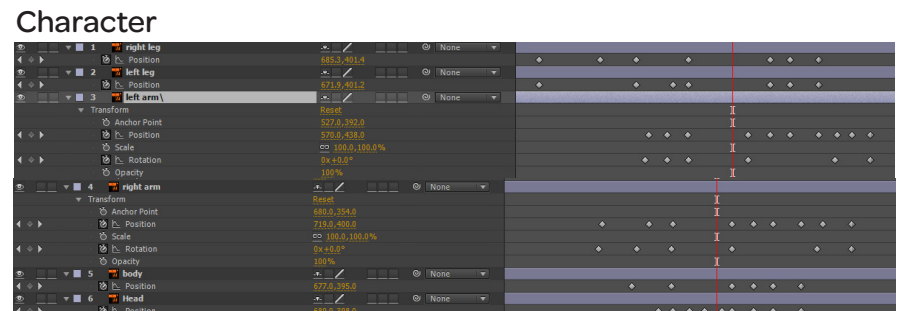 Character
1 right leg None
Position 685.3,401.4
2 left leg None
Position 671.9,401.2
3 left arm\ None
Transform Reset
Anchor Point 527.0,392.0
Position 570.0,438.0
Scale 100.0,100.0%
Rotation 0x+0.0°
Opacity 100%
4 right arm None
Transform Reset
Anchor Point 680.0,354.0
Position 719.0,400.0
Scale 100.0,100.0%
Rotation 0x+0.0°
Opacity 100%
5 body None
Position 677.0,395.0
6 Head None
Position